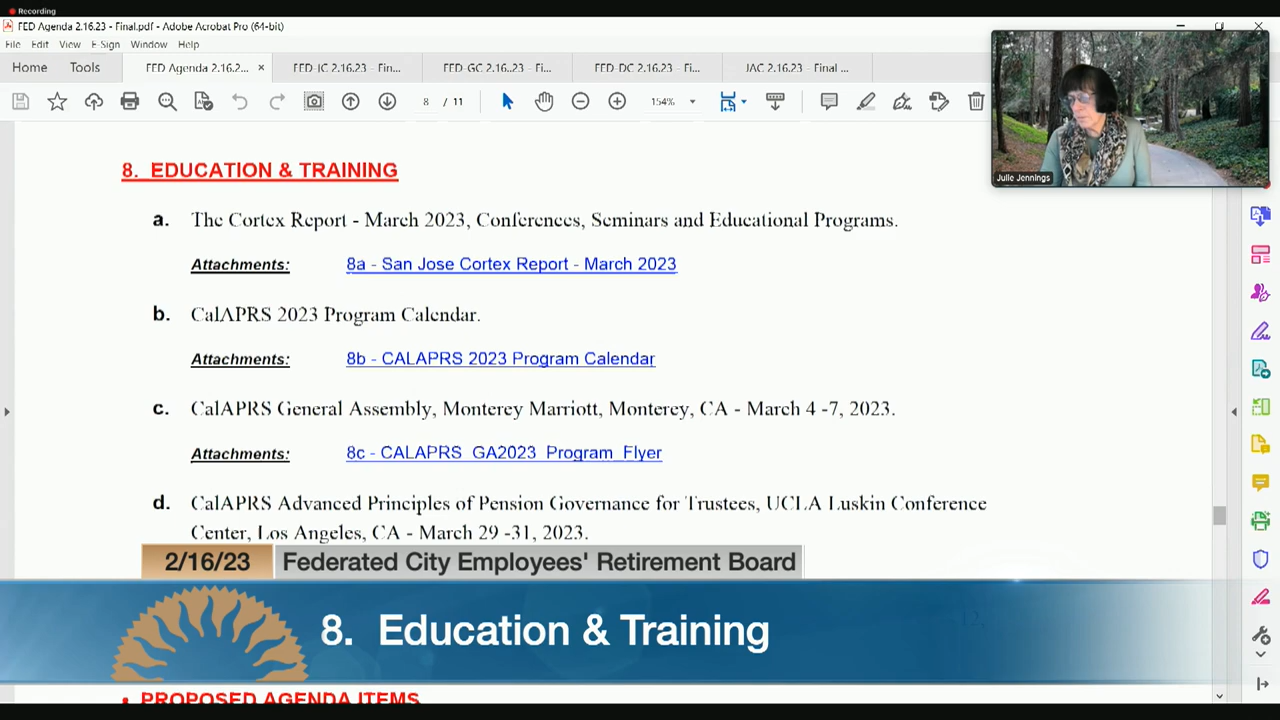 Recording
FED Agenda 2.16.23 - Final.pdf - Adobe Acrobat Pro (64-bit)
File Edit View E-Sign Window Help
Home Tools FED Agenda 2.16.2... × FED-IC 2.16.23 - Fin... FED-GC 2.16..23 - Fi... FED-DC 2.16.23 - Fi... JAC 2.16.23 - Final ...
8 / 11 154%
Julie Jennings
8. EDUCATION & TRAINING
a. The Cortex Report - March 2023, Conferences, Seminars and Educational Programs.
Attachments: 8a - San Jose Cortex Report - March 2023
b. CalAPRS 2023 Program Calendar.
Attachments: 8b - CALAPRS 2023 Program Calendar
c. CalAPRS General Assembly, Monterey Marriott, Monterey, CA - March 4 -7, 2023.
Attachments: 8c - CALAPRS GA2023 Program Flyer
d. CalAPRS Advanced Principles of Pension Governance for Trustees, UCLA Luskin Conference
Center, Los Angeles, CA - March 29 -31, 2023.
2/16/23 Federated City Employees' Retirement Board
8. Education & Training
• PROPOSED AGENDA ITEMS